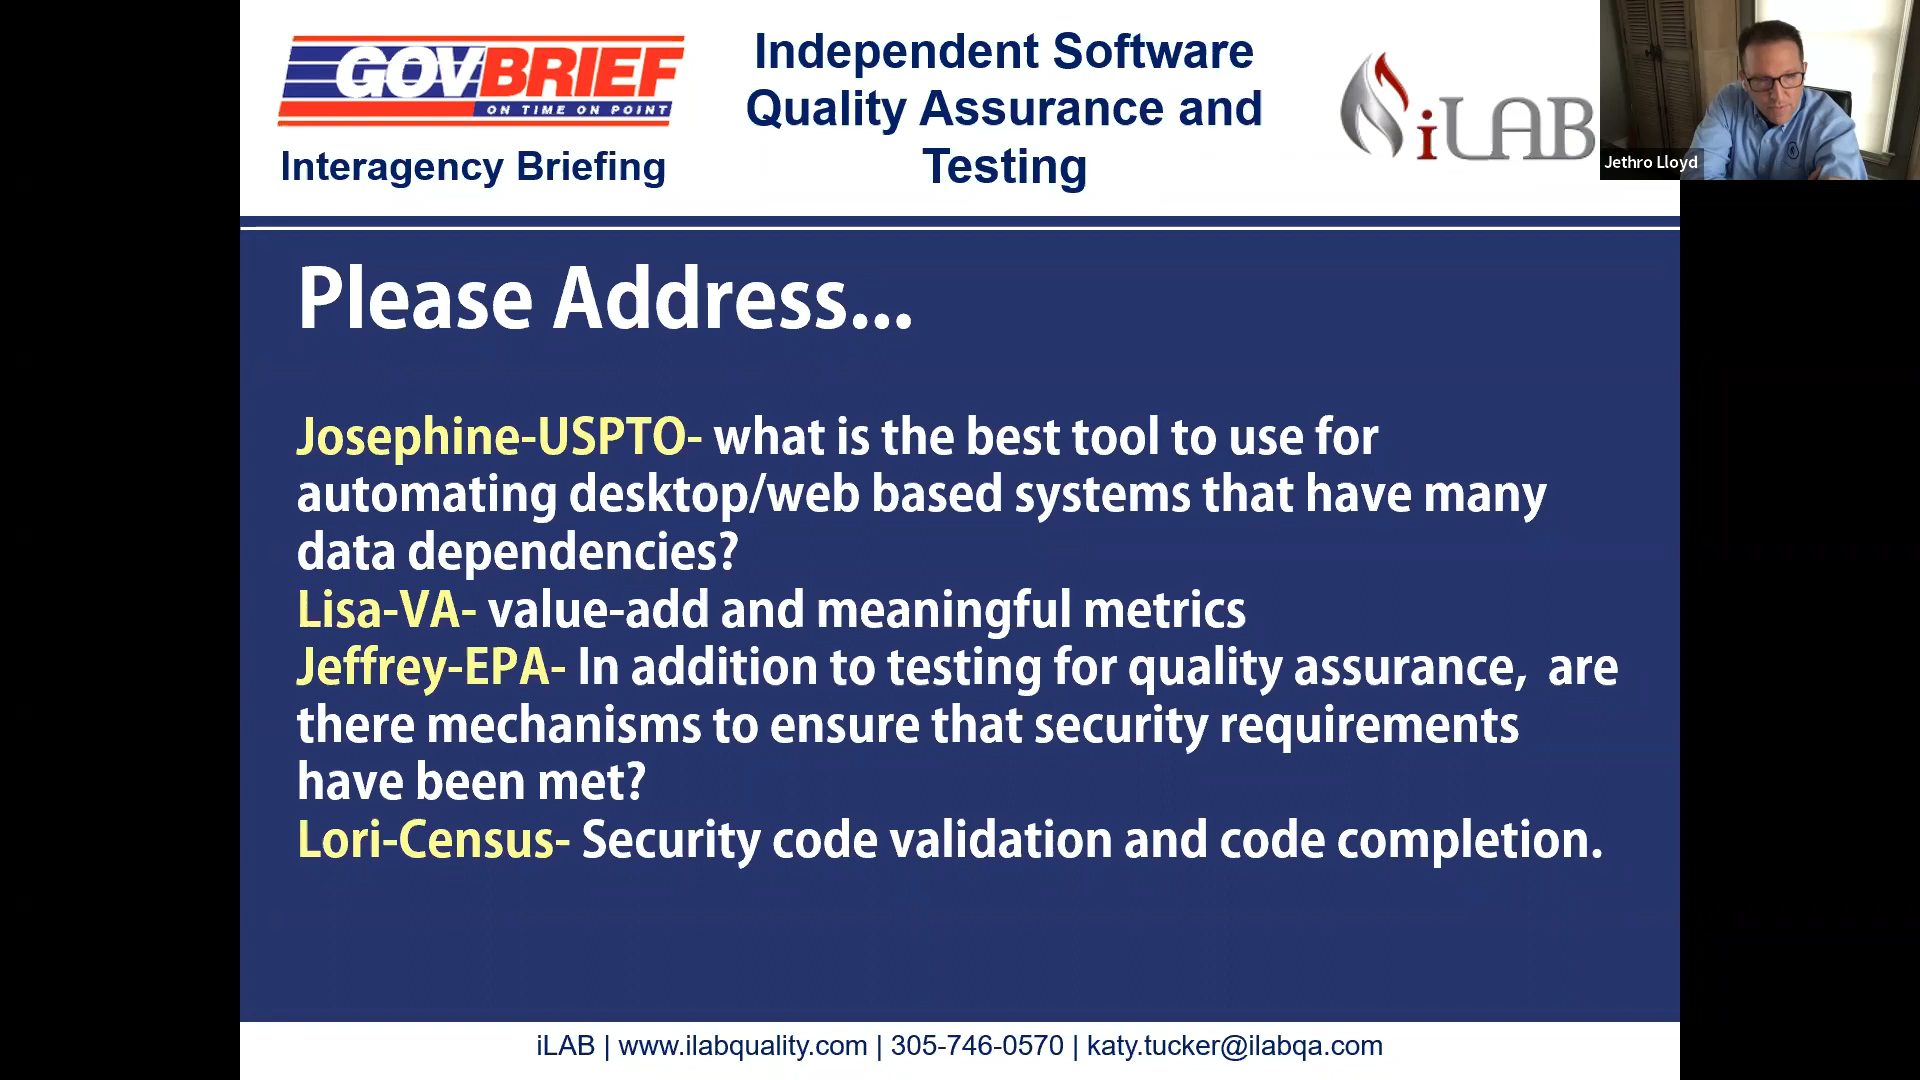 GOVBRIEF
ON TIME ON POINT
Interagency Briefing
Independent Software
Quality Assurance and
Testing
iLAB
Jethro Lloyd
Please Address...
Josephine-USPTO- what is the best tool to use for
automating desktop/web based systems that have many
data dependencies?
Lisa-VA- value-add and meaningful metrics
Jeffrey-EPA- In addition to testing for quality assurance,  are
there mechanisms to ensure that security requirements
have been met?
Lori-Census- Security code validation and code completion.
iLAB | www.ilabquality.com | 305-746-0570 | katy.tucker@ilabqa.com